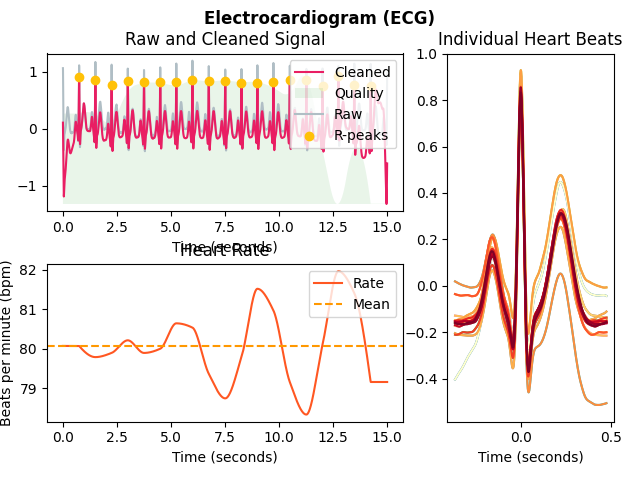 Electrocardiogram (ECG)
Raw and Cleaned Signal
1
0
−1
Cleaned
Quality
Raw
R-peaks
0.0 2.5 5.0 7.5 10.0 12.5 15.0
Time (seconds)
Heart Rate
82
81
80
79
Beats per minute (bpm)
Rate
Mean
0.0 2.5 5.0 7.5 10.0 12.5 15.0
Time (seconds)
Individual Heart Beats
1.0
0.8
0.6
0.4
0.2
0.0
−0.2
−0.4
0.0 0.5
Time (seconds)